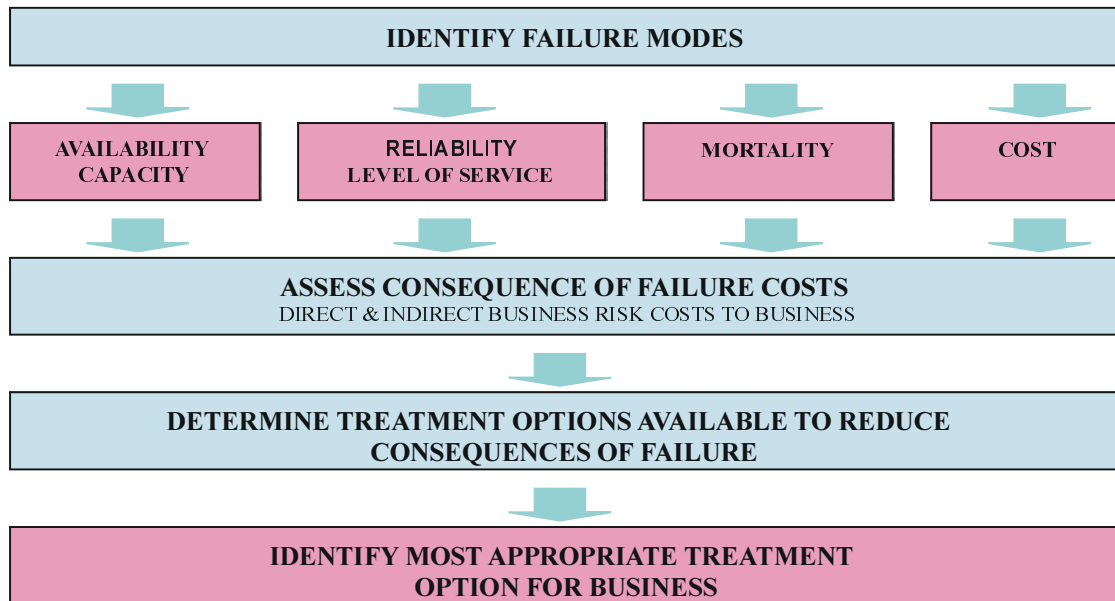 IDENTIFY FAILURE MODES
AVAILABILITY
CAPACITY
RELIABILITY
LEVEL OF SERVICE
MORTALITY
COST
ASSESS CONSEQUENCE OF FAILURE COSTS
DIRECT & INDIRECT BUSINESS RISK COSTS TO BUSINESS
DETERMINE TREATMENT OPTIONS AVAILABLE TO REDUCE
CONSEQUENCES OF FAILURE
IDENTIFY MOST APPROPRIATE TREATMENT
OPTION FOR BUSINESS